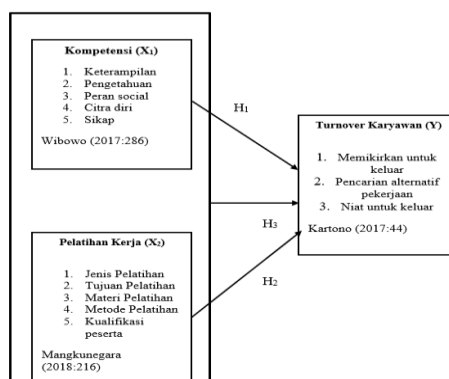 Kompetensi (X₁)
1. Keterampilan
2. Pengetahuan
3. Peran social
4. Citra diri
5. Sikap
Wibowo (2017:286)
H₁
Turnover Karyawan (Y)
1. Memikirkan untuk
keluar
2. Pencarian alternatif
pekerjaan
3. Niat untuk keluar
Kartono (2017:44)
H₃
H₂
Pelatihan Kerja (X₂)
1. Jenis Pelatihan
2. Tujuan Pelatihan
3. Materi Pelatihan
4. Metode Pelatihan
5. Kualifikasi
peserta
Mangkunegara
(2018:216)